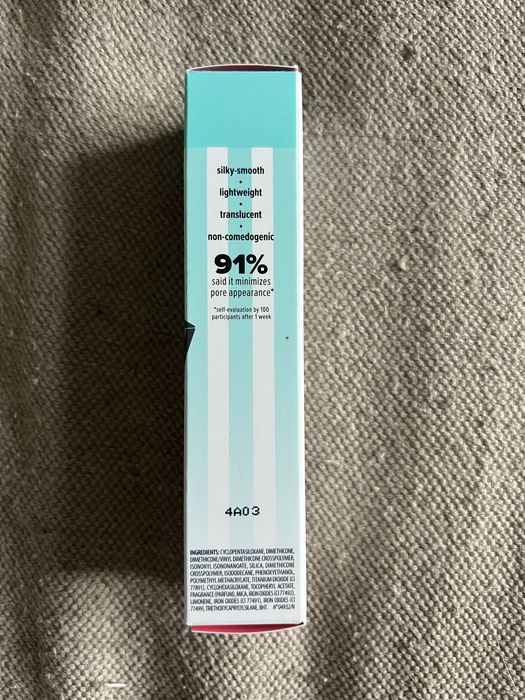 silky-smooth
•
lightweight
•
translucent
•
non-comedogenic
91%
said it minimizes
pore appearance*
*self-evaluation by 100
participants after 1 week
4A03
INGREDIENTS: CYCLOPENTASILOXANE, DIMETHICONE,
DIMETHICONE/VINYL DIMETHICONE CROSSPOLYMER,
ISONONYL ISONONANOATE, SILICA, DIMETHICONE
CROSSPOLYMER, ISODODECANE, PHENOXYETHANOL,
POLYMETHYL METHACRYLATE, TITANIUM DIOXIDE (CI
77891), CYCLOHEXASILOXANE, TOCOPHERYL ACETATE,
FRAGRANCE (PARFUM), MICA, IRON OXIDES (CI 77492),
LIMONENE, IRON OXIDES (CI 77491), IRON OXIDES (CI
77499), TRIETHOXYCAPRYLYLSILANE, BHT. N°04932/N